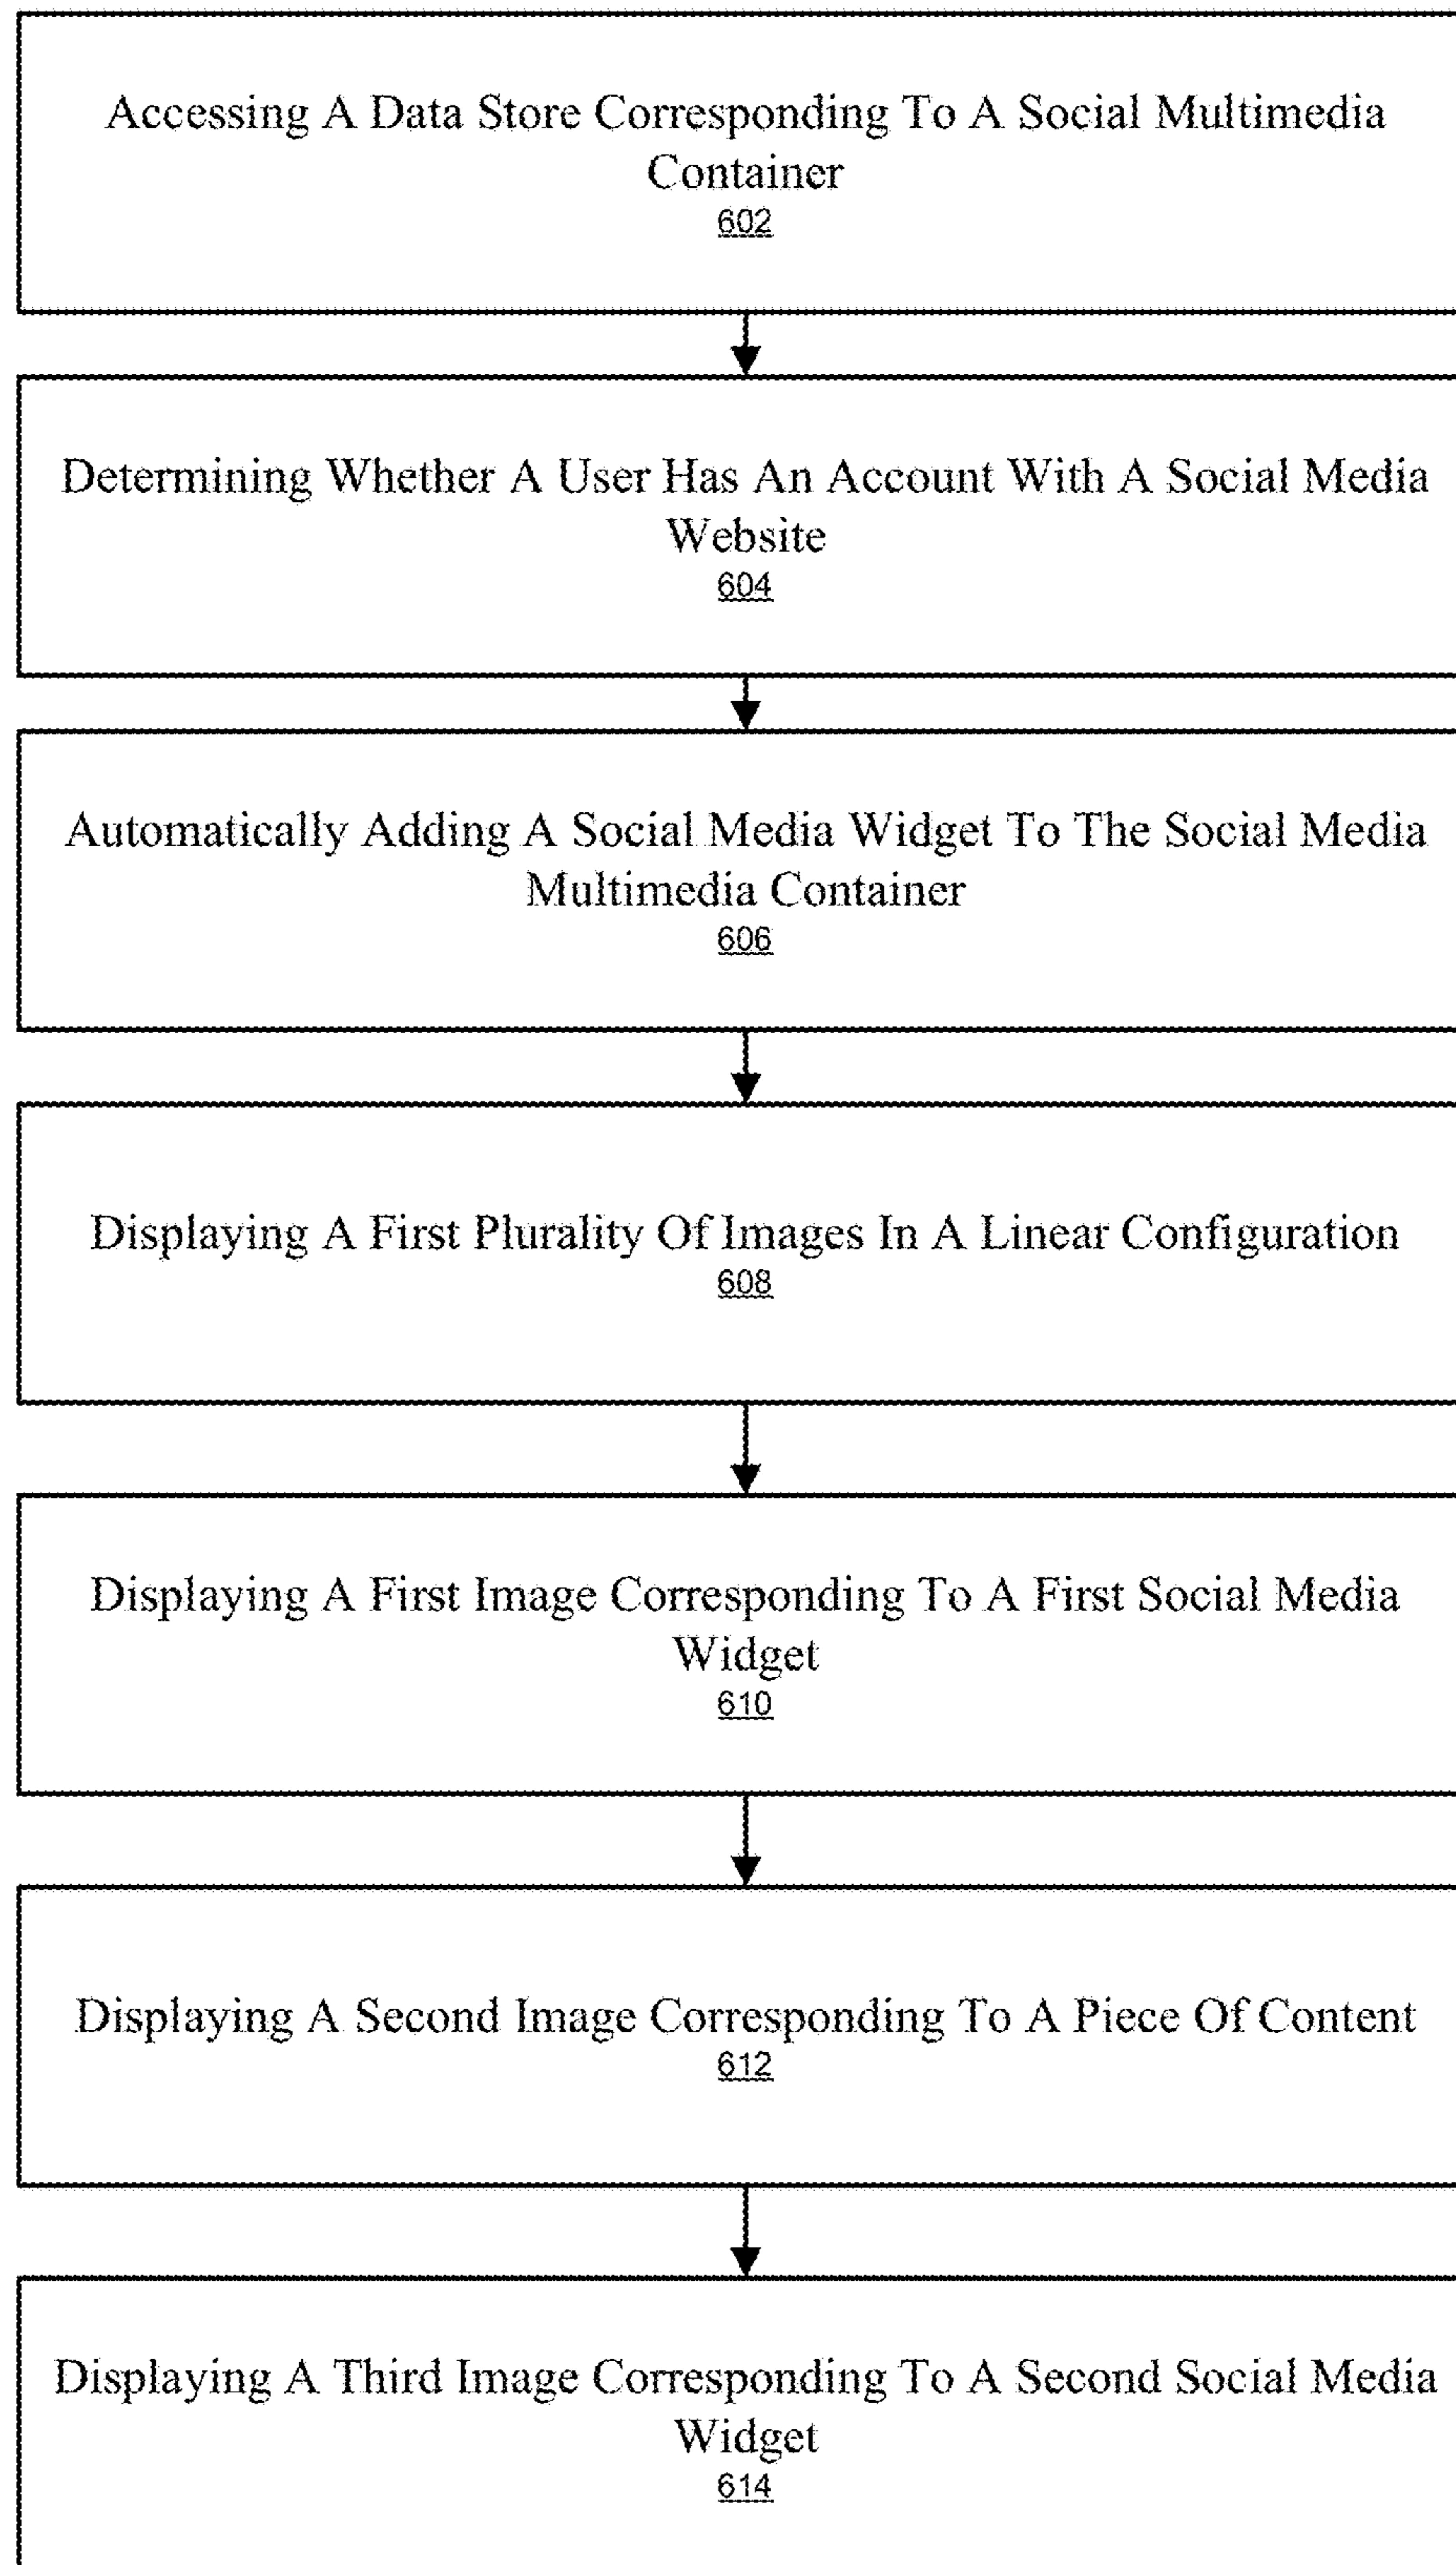 Accessing A Data Store Corresponding To A Social Multimedia
Container
602
Determining Whether A User Has An Account With A Social Media
Website
604
Automatically Adding A Social Media Widget To The Social Media
Multimedia Container
606
Displaying A First Plurality Of Images In A Linear Configuration
608
Displaying A First Image Corresponding To A First Social Media
Widget
610
Displaying A Second Image Corresponding To A Piece Of Content
612
Displaying A Third Image Corresponding To A Second Social Media
Widget
614